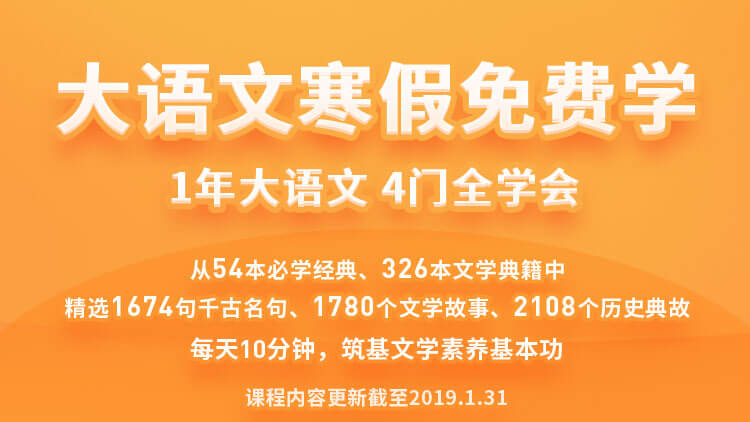 大语文寒假免费学
1年大语文 4门全学会
从54本必学经典、326本文学典籍中
精选1674句千古名句、1780个文学故事、2108个历史典故
每天10分钟，筑基文学素养基本功
课程内容更新截至2019.1.31